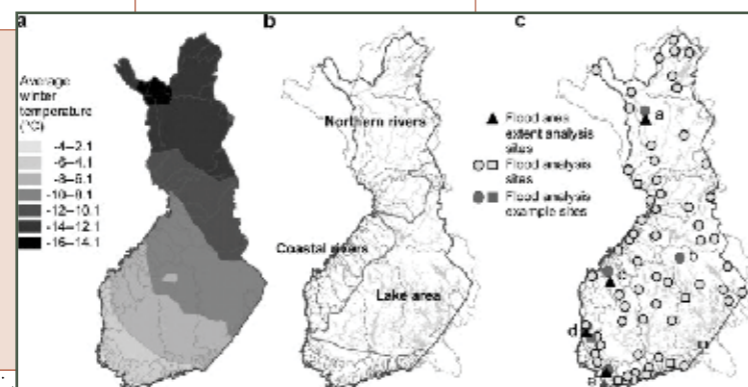 a
Average
winter
temperature
(°C)
-4–2.1
-6–4.1
-8–6.1
-10–8.1
-12–10.1
-14–12.1
-16–14.1
b
Northern rivers
Coastal rivers
Lake area
c
Flood area
extent analysis
sites
Flood analysis
sites
Flood analysis
example sites
a
d